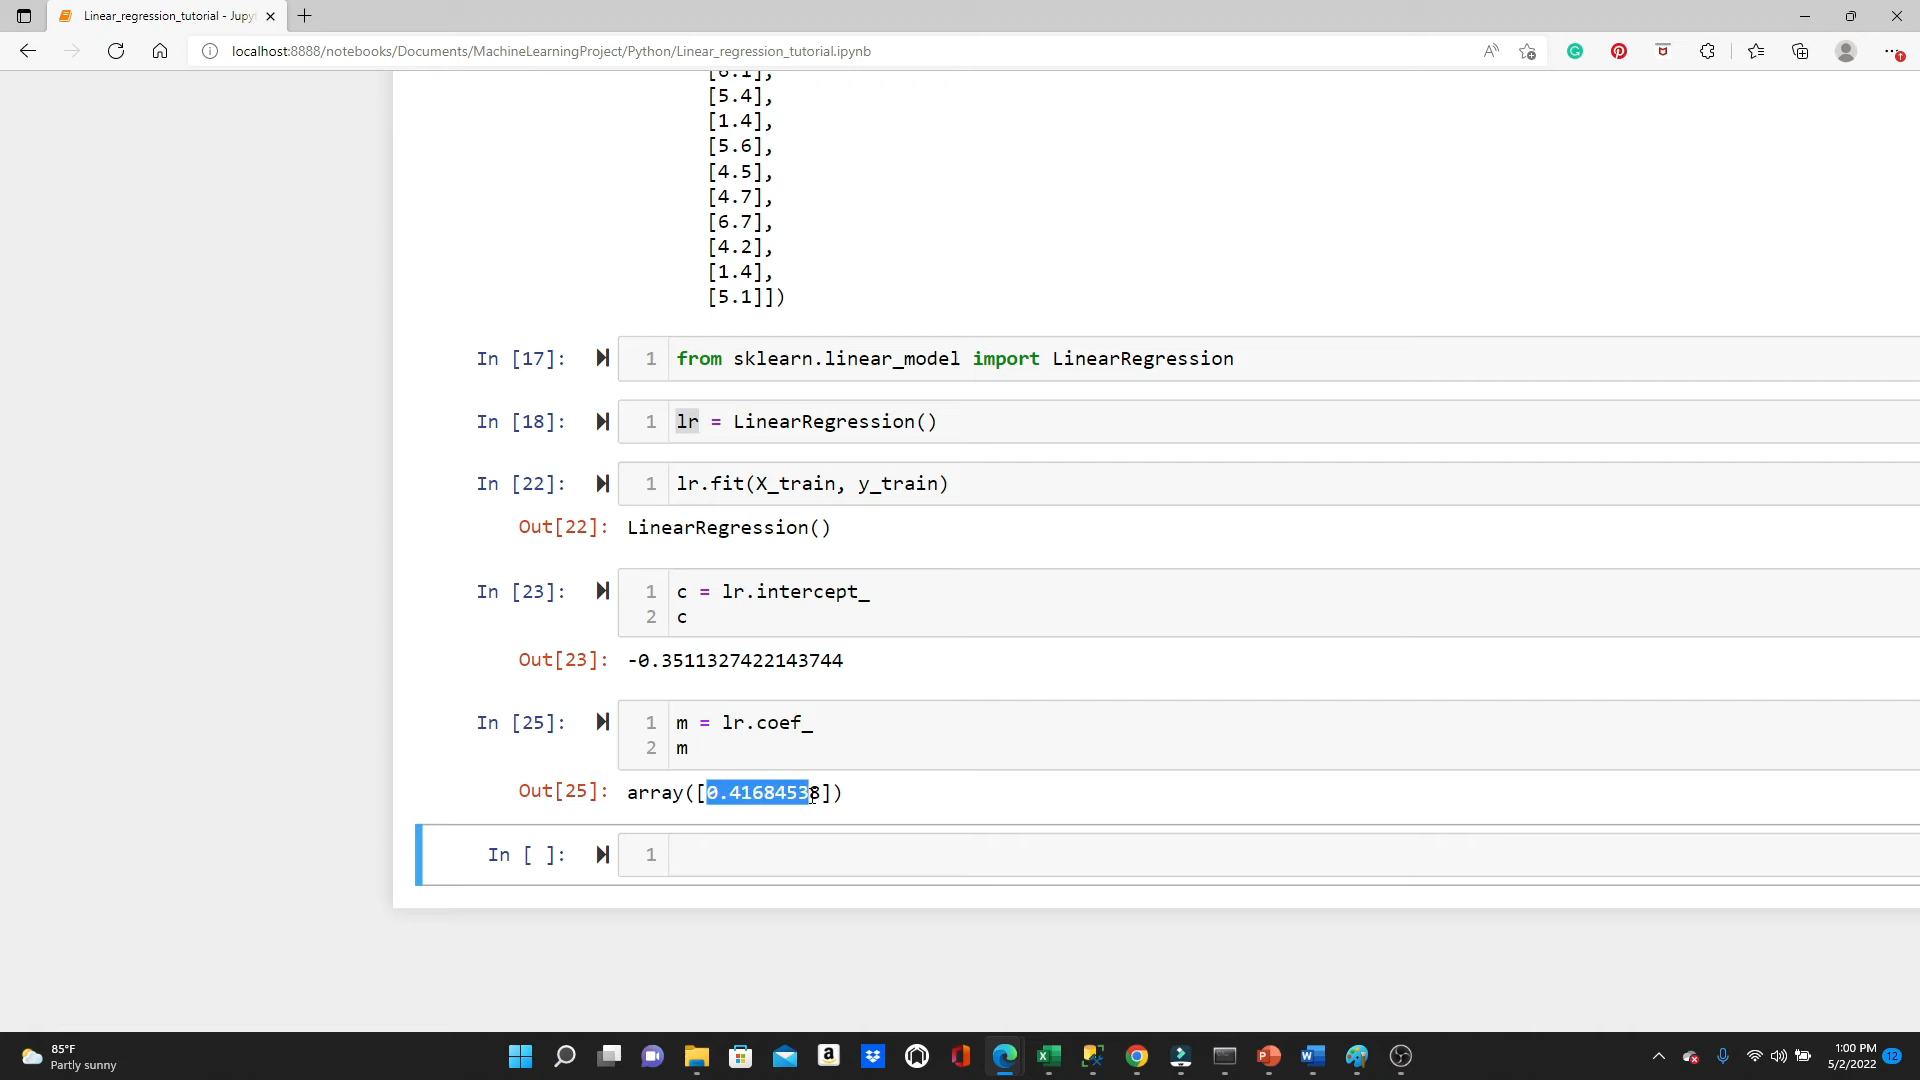 Linear_regression_tutorial - Jupy
localhost:8888/notebooks/Documents/MachineLearningProject/Python/Linear_regression_tutorial.ipynb
[6.1],
[5.4],
[1.4],
[5.6],
[4.5],
[4.7],
[6.7],
[4.2],
[1.4],
[5.1]])
In [17]: 1 from sklearn.linear_model import LinearRegression
In [18]: 1 lr = LinearRegression()
In [22]: 1 lr.fit(X_train, y_train)
Out[22]: LinearRegression()
In [23]: 1 c = lr.intercept_
2 c
Out[23]: -0.3511327422143744
In [25]: 1 m = lr.coef_
2 m
Out[25]: array([0.41684538])
In [ ]: 1
85°F
Partly sunny
1:00 PM
5/2/2022
12